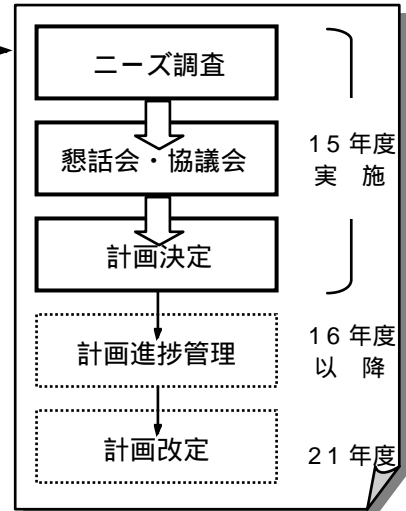 ニーズ調査
懇話会・協議会
15年度
実　施
計画決定
計画進捗管理
16年度
以　降
計画改定
21年度